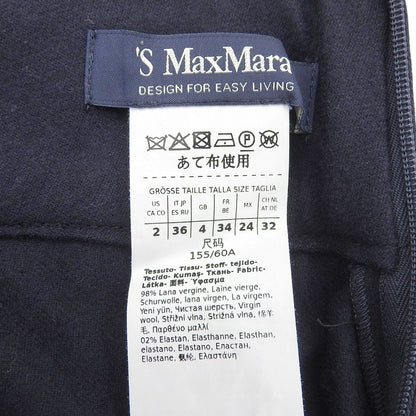 'S MaxMara
DESIGN FOR EASY LIVING
P
あて布使用
GRÖSSE TAILLE TALLA SIZE TAGLIA
US CA CO IT JP ES RU GB FR BE MX CH NL AT DE
2 36 4 34 24 32
尺码
155/60A
Tessuto- Tissu- Stoff- tejido-
Tecido- Kumaş- Ткань- Fabric-
Látka- 面料- Ύφασμα
98% Lana vergine, Laine vierge,
Schurwolle, lana virgen, La virgem,
Yeni yün, Чистая шерсть, Virgin
wool, Střižní vlna, Strižná vlna, 绵羊
毛, Παρθένο μαλλί
02% Elastan, Elasthanne, Elasthan,
elastano, Elastano, Еластан,
Elastane, 氨纶, Ελαστάνη